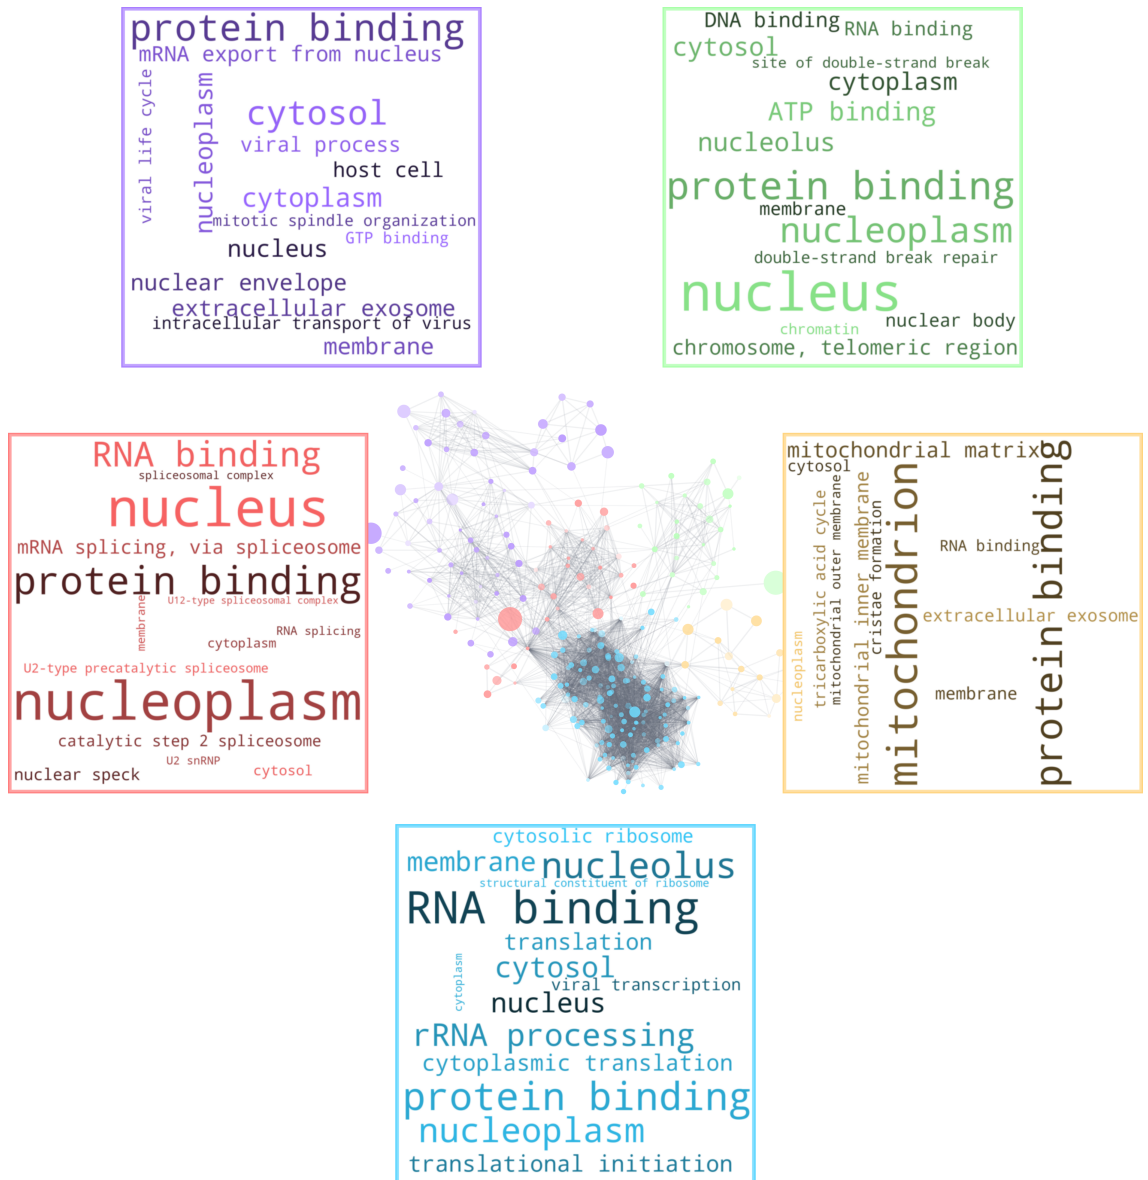 protein binding
mRNA export from nucleus
viral life cycle
nucleoplasm
cytosol
viral process
host cell
cytoplasm
mitotic spindle organization
GTP binding
nucleus
nuclear envelope
extracellular exosome
intracellular transport of virus
membrane
DNA binding
RNA binding
cytosol
site of double-strand break
cytoplasm
ATP binding
nucleolus
protein binding
membrane
nucleoplasm
double-strand break repair
nucleus
nuclear body
chromatin
chromosome, telomeric region
RNA binding
spliceosomal complex
nucleus
mRNA splicing, via spliceosome
protein binding
U12-type spliceosomal complex
membrane
RNA splicing
cytoplasm
U2-type precatalytic spliceosome
nucleoplasm
catalytic step 2 spliceosome
U2 snRNP
nuclear speck
cytosol
mitochondrial matrix
cytosol
nucleoplasm
tricarboxylic acid cycle
mitochondrial outer membrane
mitochondrial inner membrane
cristae formation
mitochondrion
RNA binding
extracellular exosome
membrane
protein binding
cytosolic ribosome
membrane
nucleolus
structural constituent of ribosome
RNA binding
translation
cytoplasm
cytosol
viral transcription
nucleus
rRNA processing
cytoplasmic translation
protein binding
nucleoplasm
translational initiation